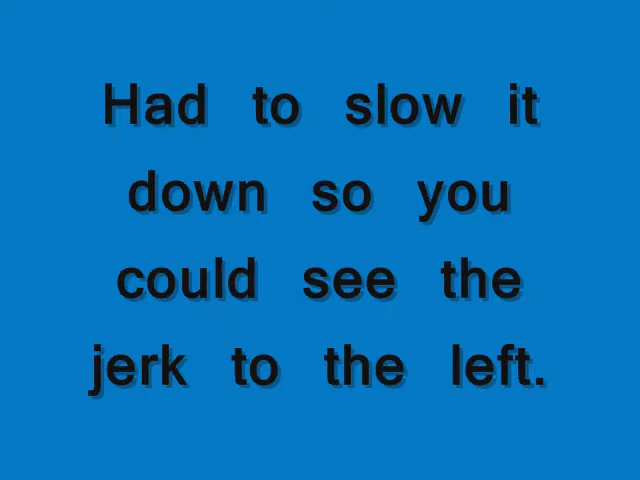 Had to slow it
down so you
could see the
jerk to the left.